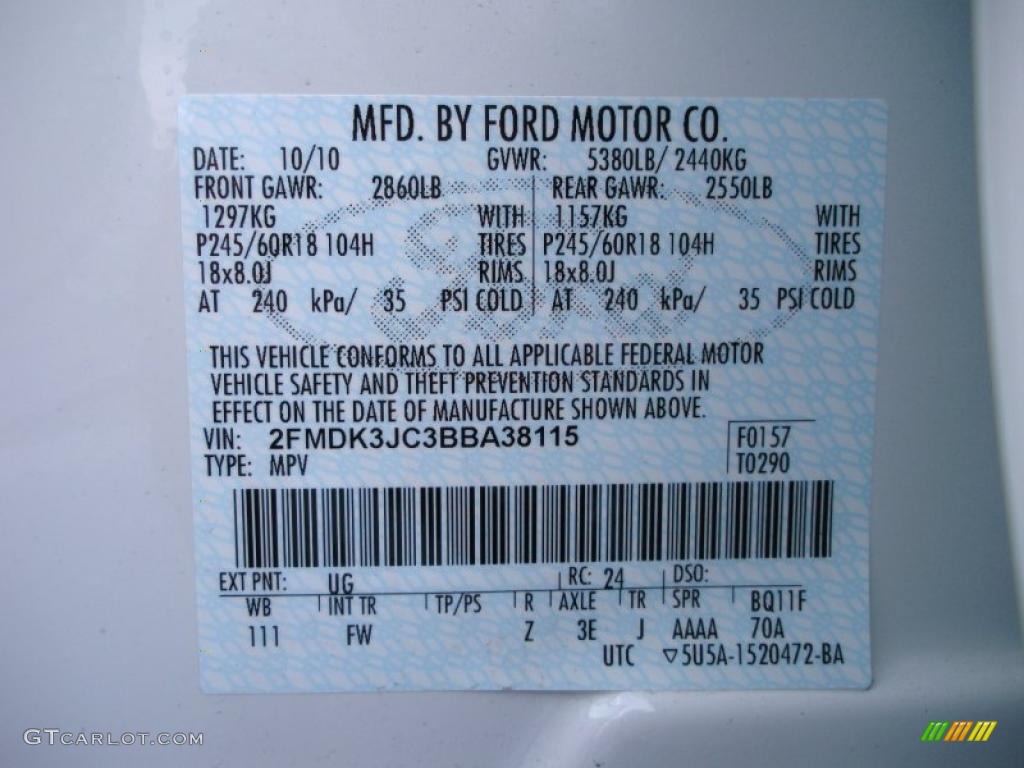 MFD. BY FORD MOTOR CO.
DATE: 10/10 GVWR: 5380LB/ 2440KG
FRONT GAWR: 2860LB REAR GAWR: 2550LB
1297KG WITH 1157KG WITH
P245/60R18 104H TIRES P245/60R18 104H TIRES
18x8.0J RIMS 18x8.0J RIMS
AT 240 kPa/ 35 PSI COLD AT 240 kPa/ 35 PSI COLD
THIS VEHICLE CONFORMS TO ALL APPLICABLE FEDERAL MOTOR
VEHICLE SAFETY AND THEFT PREVENTION STANDARDS IN
EFFECT ON THE DATE OF MANUFACTURE SHOWN ABOVE.
VIN: 2FMDK3JC3BBA38115 F0157
TYPE: MPV T0290
EXT PNT: UG RC: 24 DSO:
WB INT TR TP/PS R AXLE TR SPR BQ11F
111 FW Z 3E J AAAA 70A
UTC ▽5U5A-1520472-BA
GTCARLOT.COM